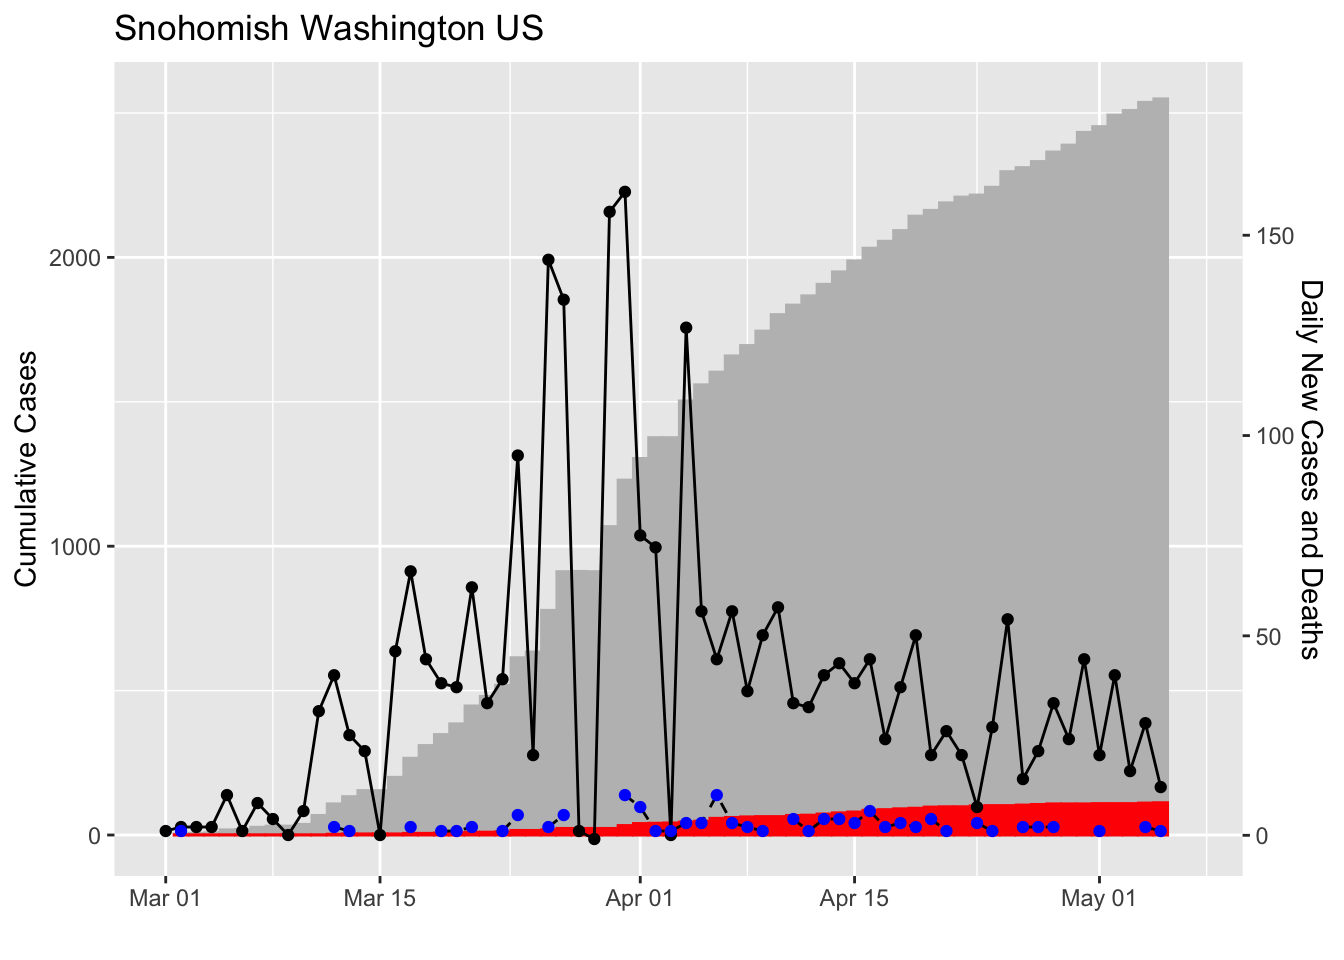 Snohomish Washington US
Cumulative Cases
2000
1000
0
150
100
50
0
Daily New Cases and Deaths
Mar 01
Mar 15
Apr 01
Apr 15
May 01